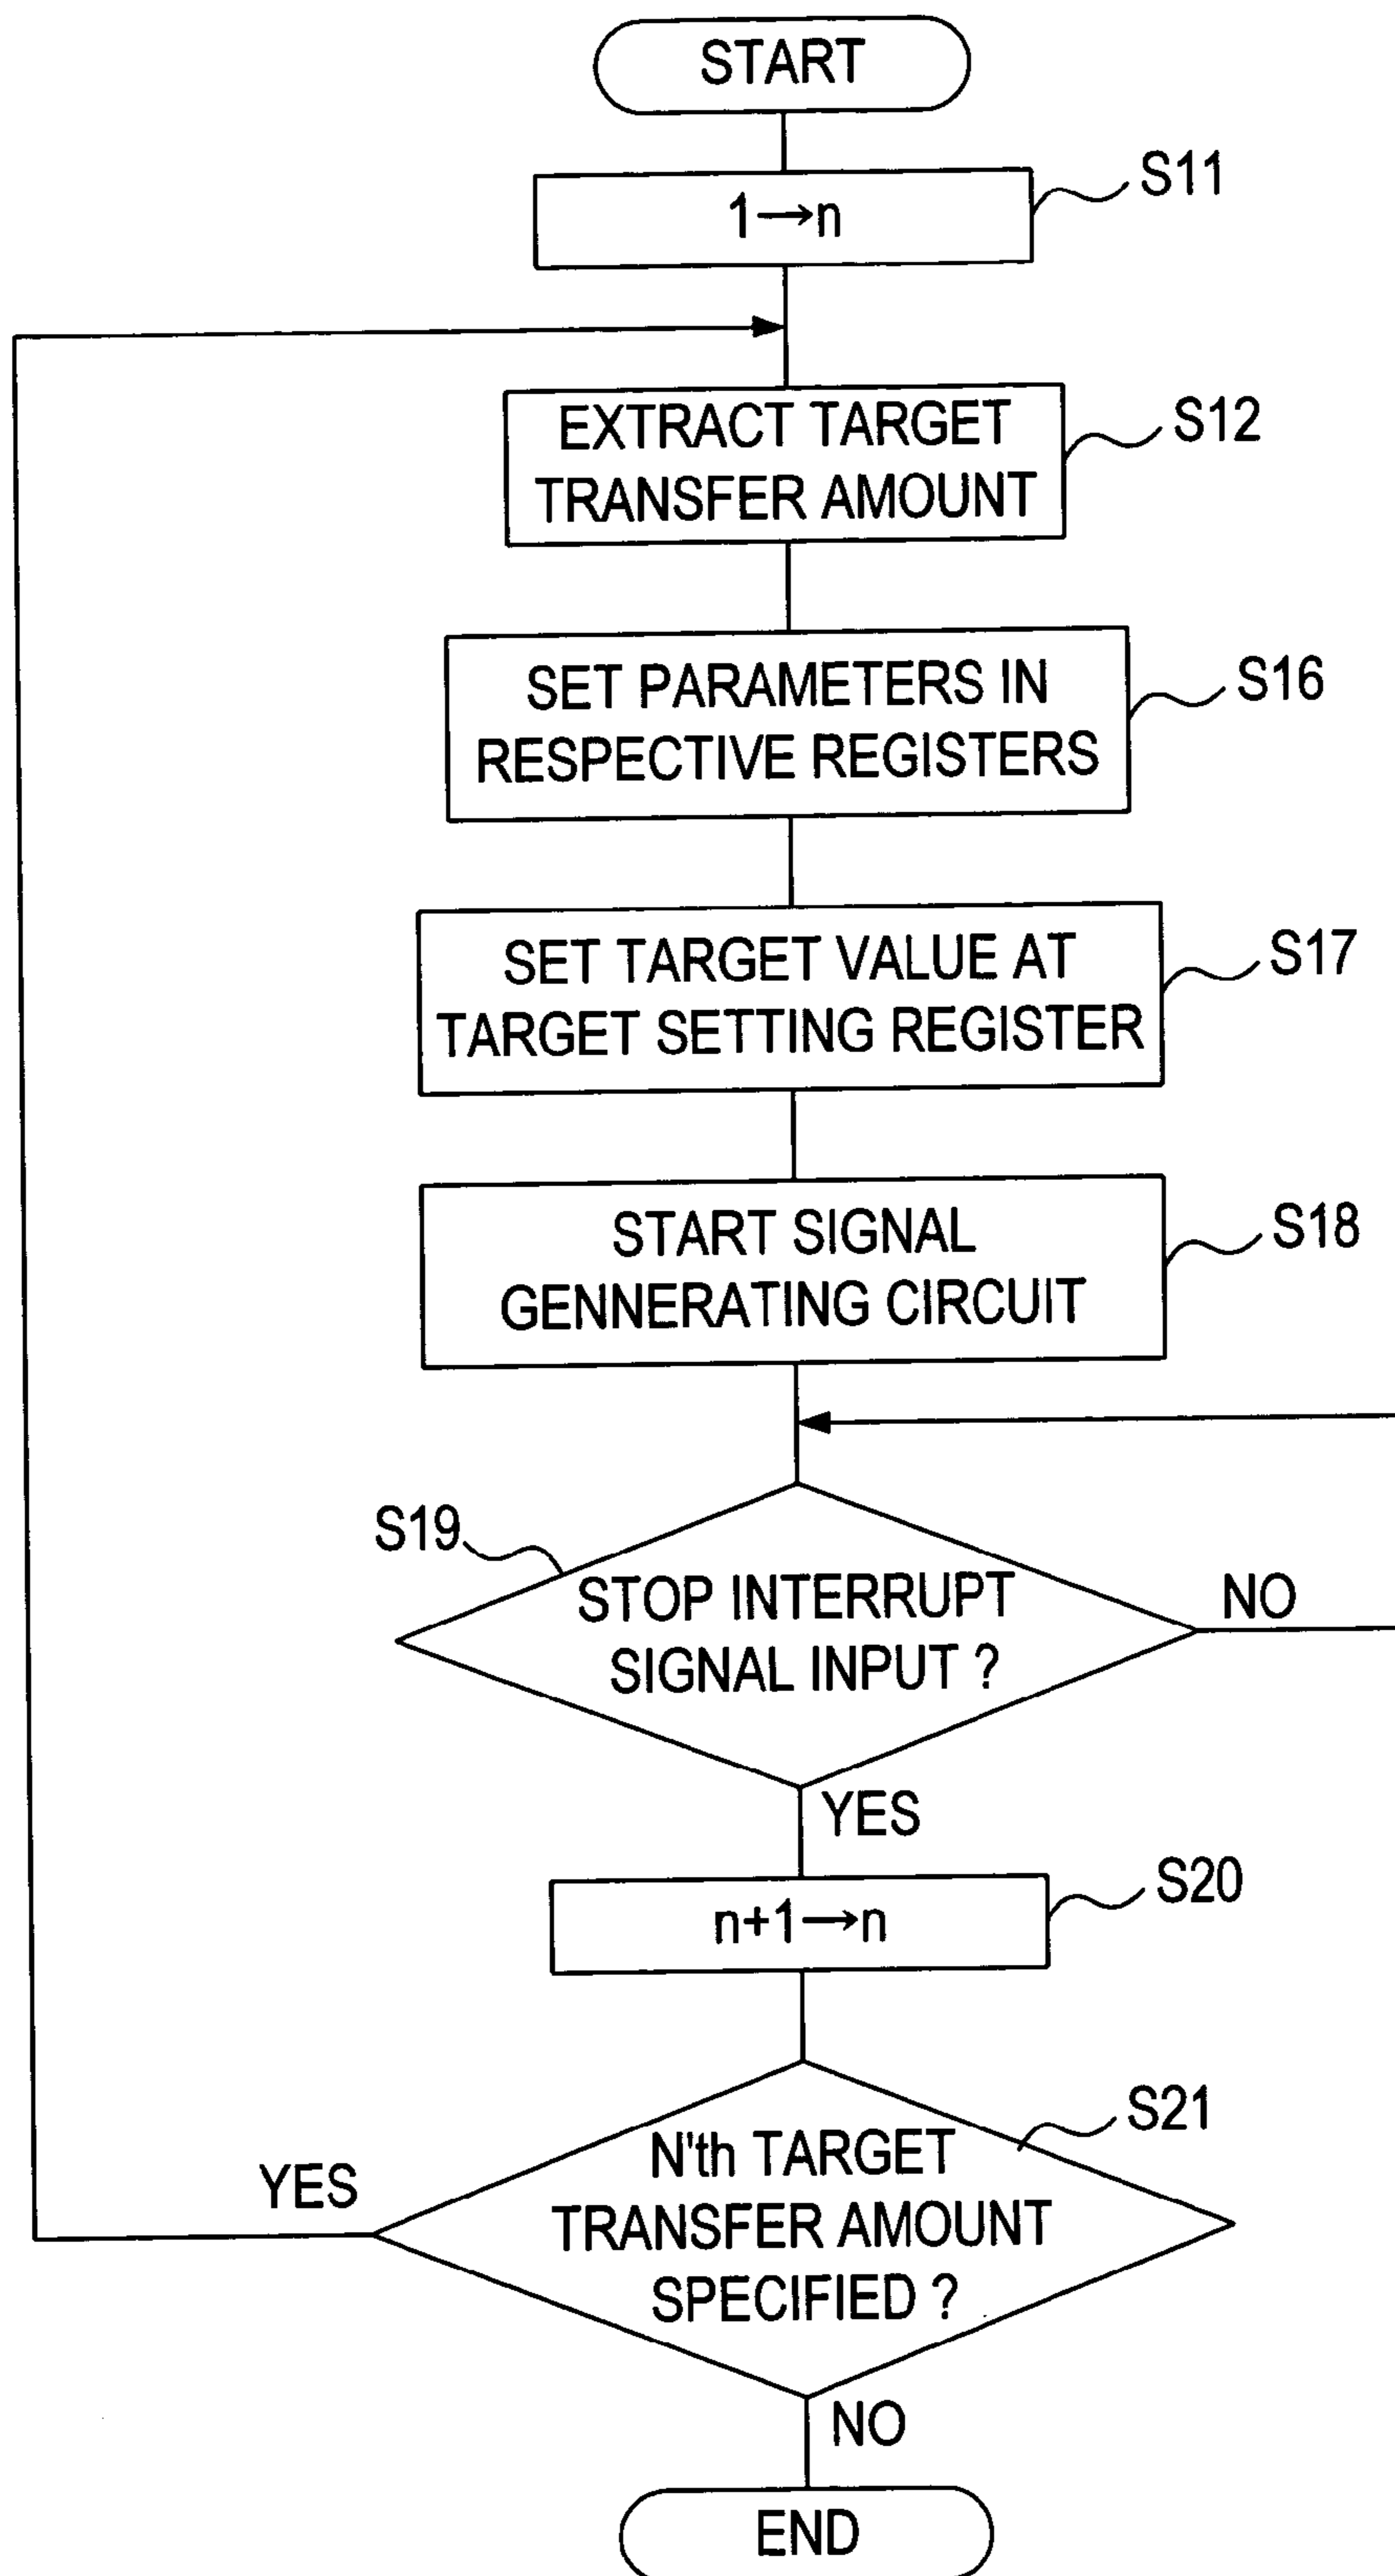 START
S11
1→n
S12
EXTRACT TARGET
TRANSFER AMOUNT
S16
SET PARAMETERS IN
RESPECTIVE REGISTERS
S17
SET TARGET VALUE AT
TARGET SETTING REGISTER
S18
START SIGNAL
GENNERATING CIRCUIT
S19
STOP INTERRUPT
SIGNAL INPUT ?
NO
YES
S20
n+1→n
S21
N'th TARGET
TRANSFER AMOUNT
SPECIFIED ?
YES
NO
END